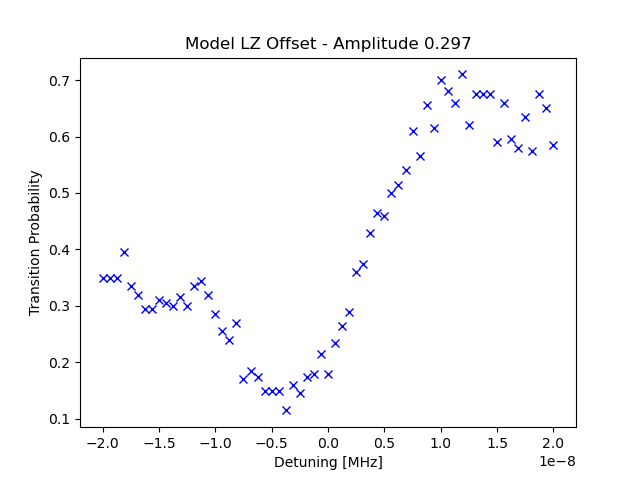 Model LZ Offset - Amplitude 0.297
0.7
0.6
0.5
0.4
0.3
0.2
0.1
Transition Probability
−2.0 −1.5 −1.0 −0.5 0.0 0.5 1.0 1.5 2.0
Detuning [MHz]
1e−8